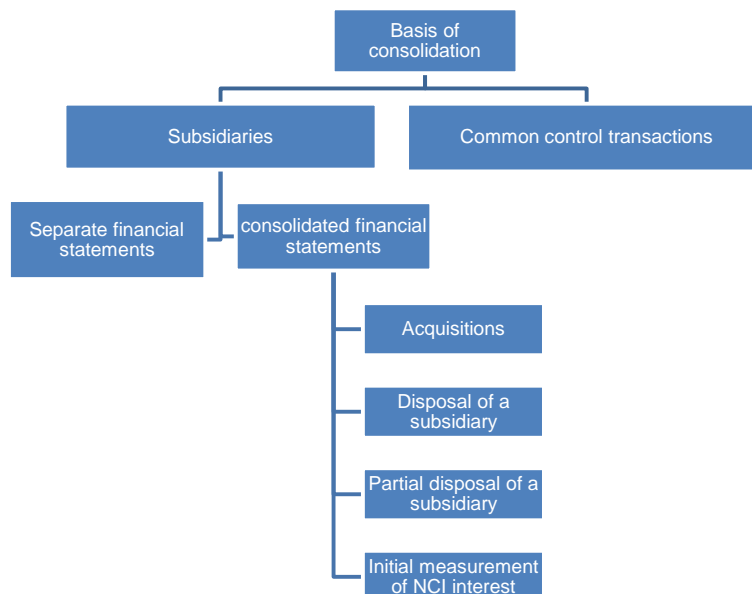 Basis of
consolidation
Subsidiaries
Common control transactions
Separate financial
statements
consolidated financial
statements
Acquisitions
Disposal of a
subsidiary
Partial disposal of a
subsidiary
Initial measurement
of NCI interest